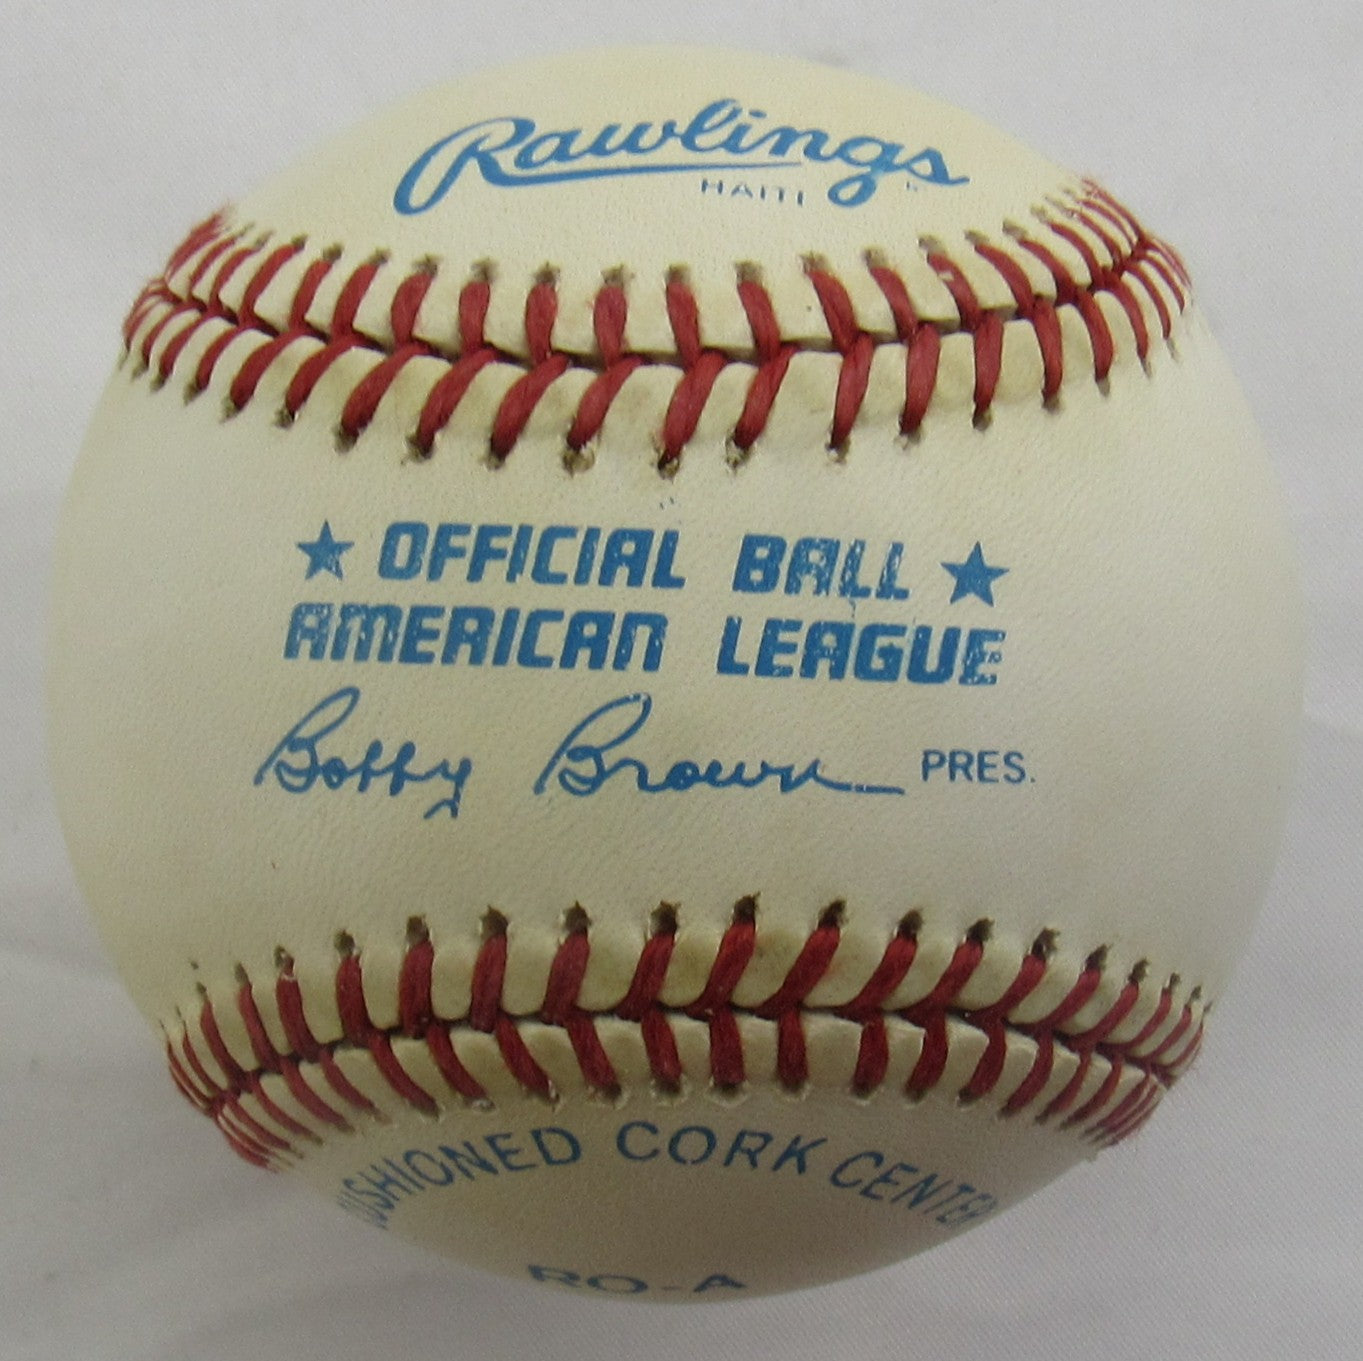 Rawlings
HAITI
★ OFFICIAL BALL ★
AMERICAN LEAGUE
Bobby Brown PRES.
CUSHIONED CORK CENTER
RO-A